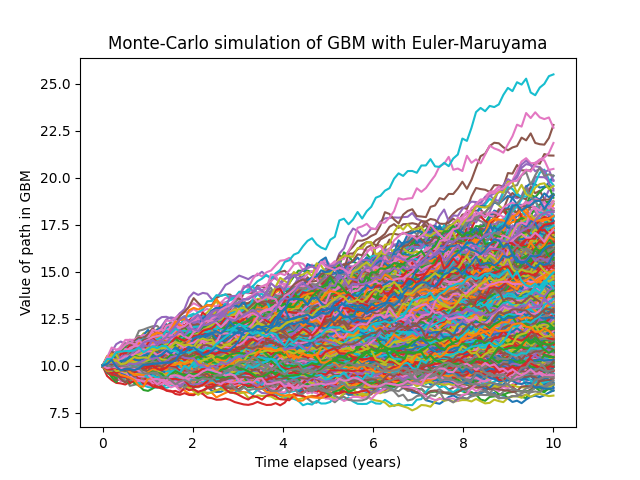 Monte-Carlo simulation of GBM with Euler-Maruyama
25.0
22.5
20.0
17.5
15.0
12.5
10.0
7.5
Value of path in GBM
0 2 4 6 8 10
Time elapsed (years)